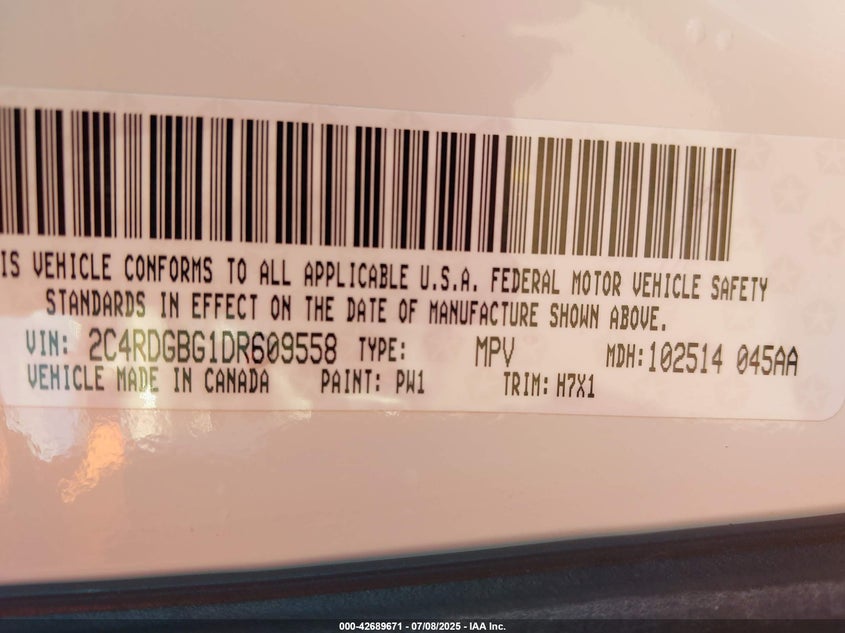 IS VEHICLE CONFORMS TO ALL APPLICABLE U.S.A. FEDERAL MOTOR VEHICLE SAFETY
STANDARDS IN EFFECT ON THE DATE OF MANUFACTURE SHOWN ABOVE.
VIN: 2C4RDGBG1DR609558 TYPE: MPV MDH:102514 045AA
VEHICLE MADE IN CANADA PAINT: PW1 TRIM: H7X1
000-42689671 - 07/08/2025 - IAA Inc.